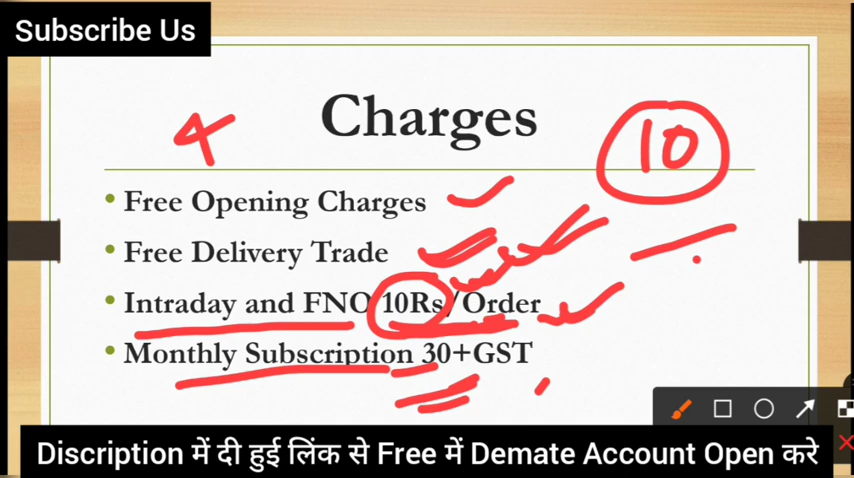 Subscribe Us
Charges
4
10
Free Opening Charges
Free Delivery Trade
Intraday and FNO 10Rs/Order
Monthly Subscription 30+GST
Discription में दी हुई लिंक से Free में Demate Account Open करे